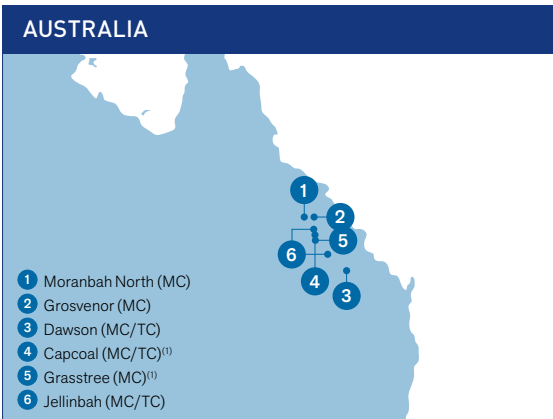 AUSTRALIA
1
2
6
5
4
3
1 Moranbah North (MC)
2 Grosvenor (MC)
3 Dawson (MC/TC)
4 Capcoal (MC/TC)(1)
5 Grasstree (MC)(1)
6 Jellinbah (MC/TC)